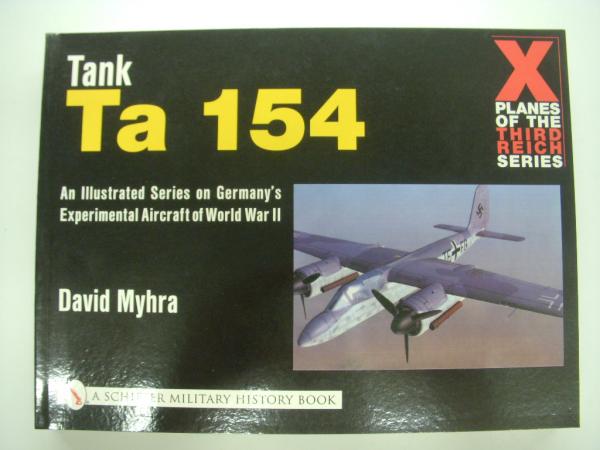 Tank
Ta 154
An Illustrated Series on Germany's
Experimental Aircraft of World War II
David Myhra
X
PLANES
OF THE
THIRD
REICH
SERIES
A SCHIFFER MILITARY HISTORY BOOK